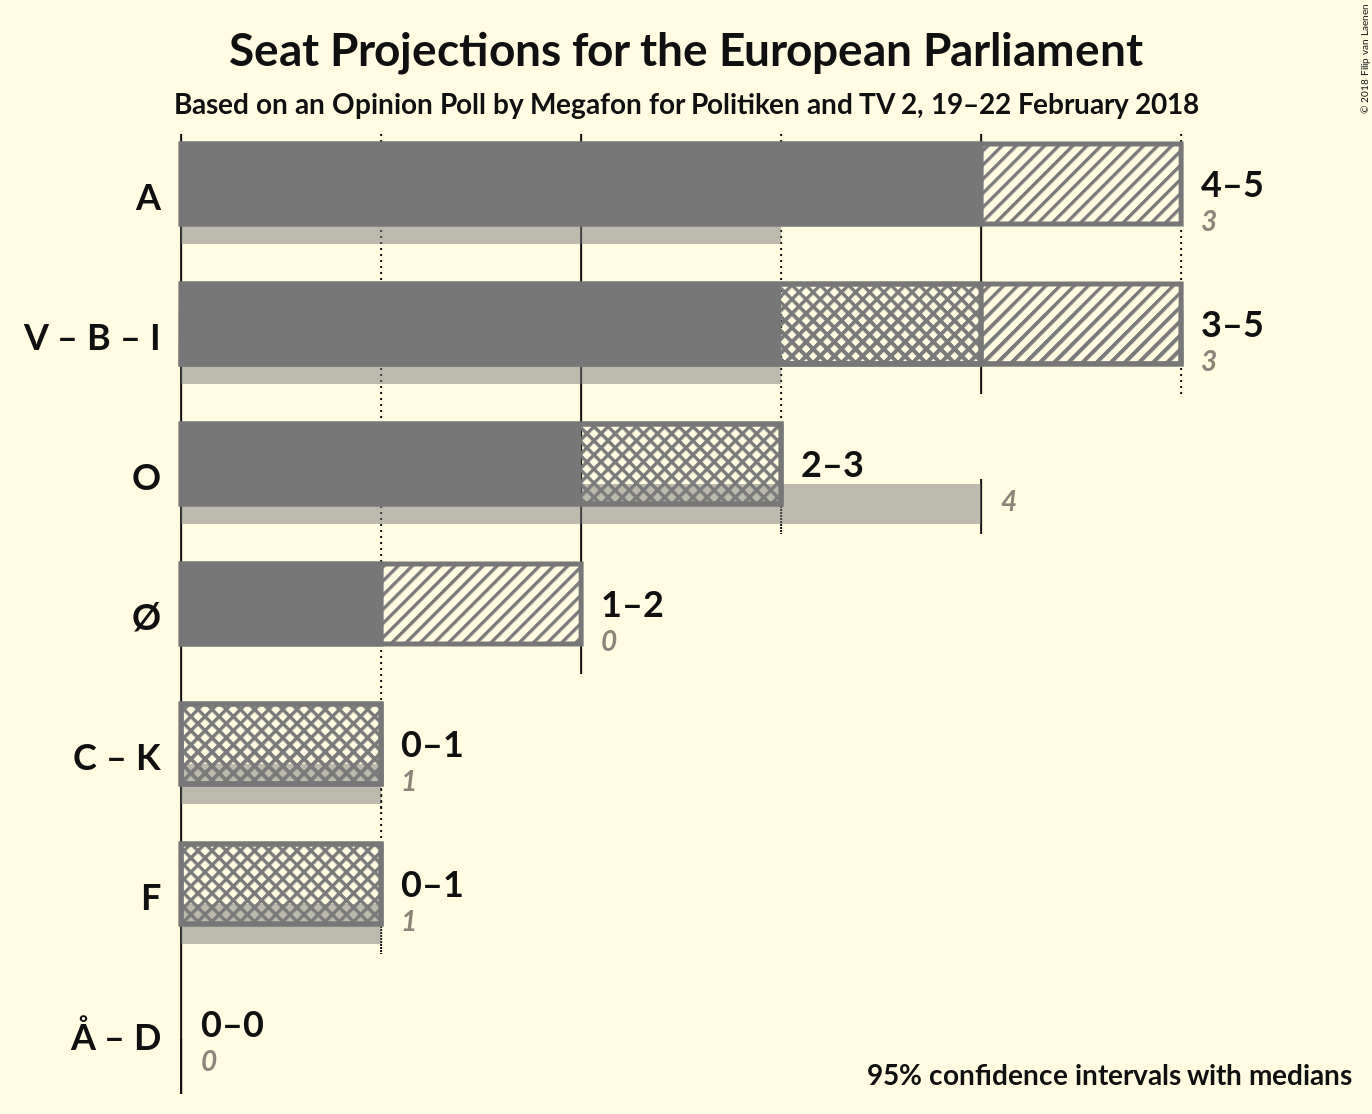 Seat Projections for the European Parliament
Based on an Opinion Poll by Megafon for Politiken and TV 2, 19–22 February 2018
© 2018 Filip van Laenen
A
4–5
3
V – B – I
3–5
3
O
2–3
4
Ø
1–2
0
C – K
0–1
1
F
0–1
1
Å – D
0–0
0
95% confidence intervals with medians